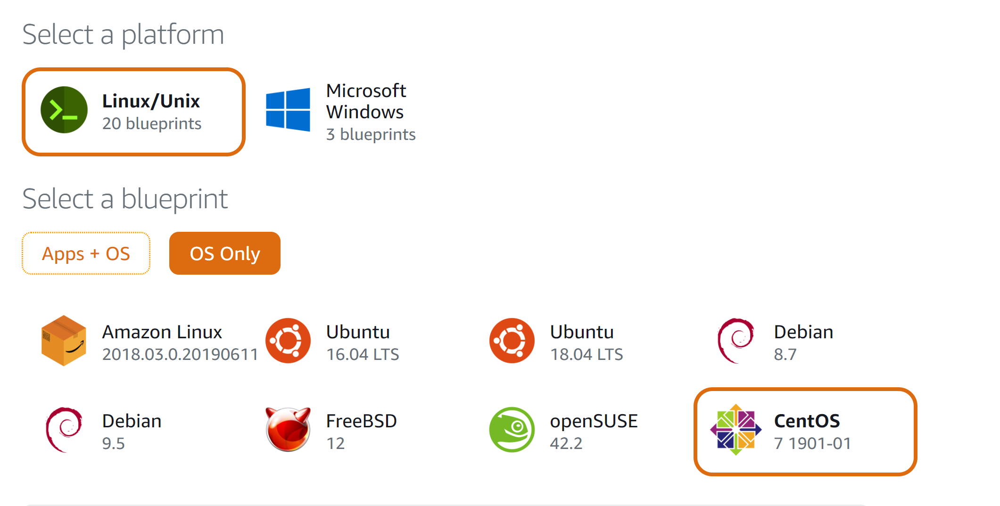 Select a platform
Linux/Unix
20 blueprints
Microsoft
Windows
3 blueprints
Select a blueprint
Apps + OS
OS Only
Amazon Linux
2018.03.0.20190611
Ubuntu
16.04 LTS
Ubuntu
18.04 LTS
Debian
8.7
Debian
9.5
FreeBSD
12
openSUSE
42.2
CentOS
7 1901-01